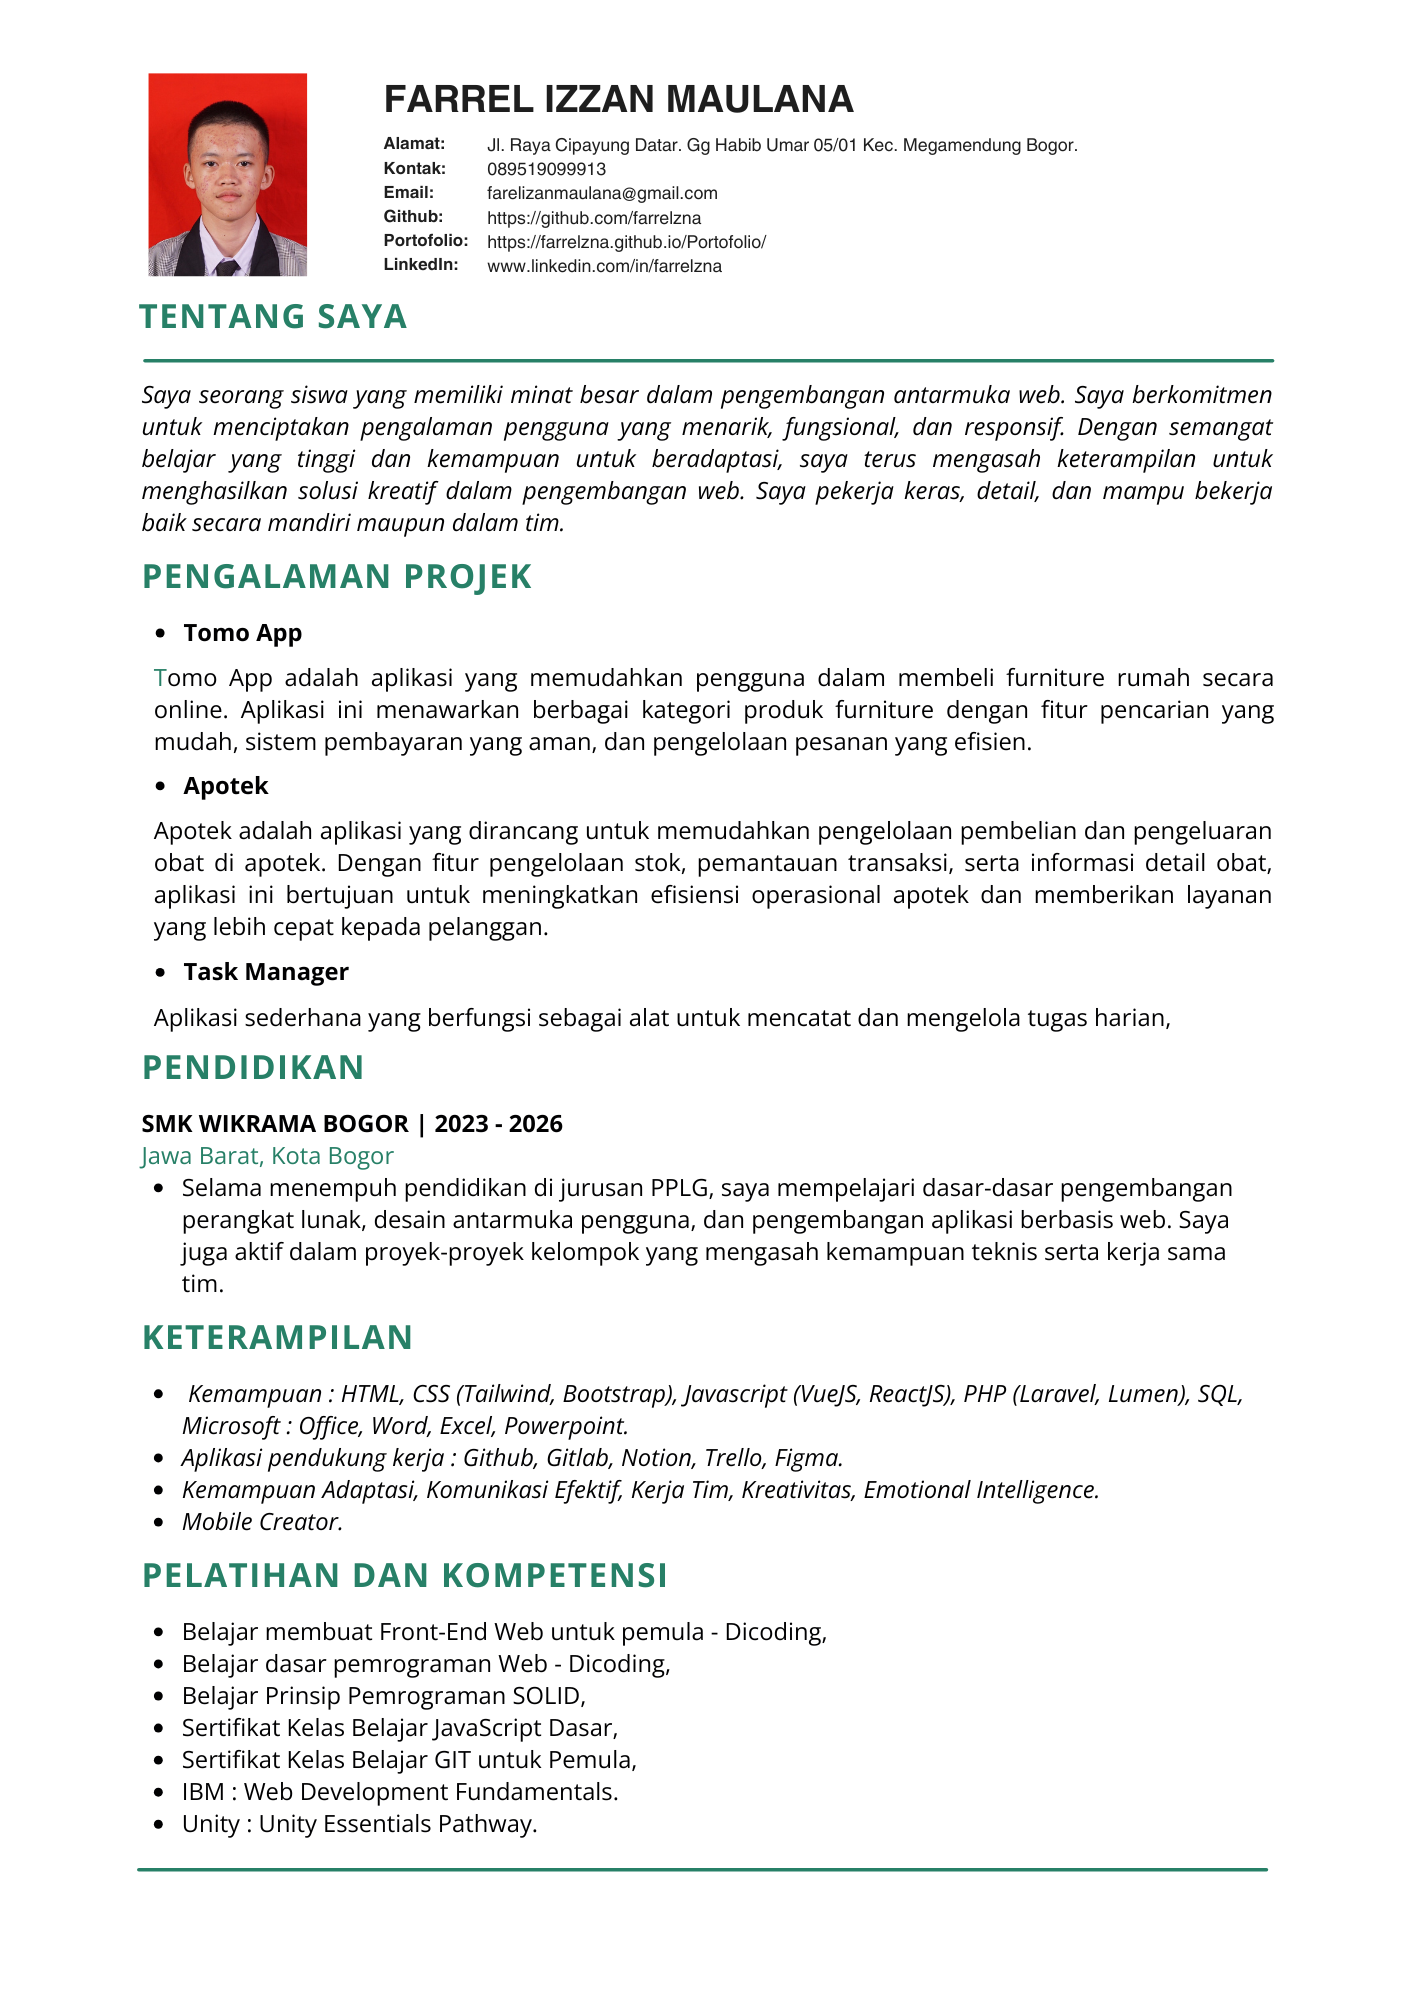 FARREL IZZAN MAULANA
Alamat: Jl. Raya Cipayung Datar. Gg Habib Umar 05/01 Kec. Megamendung Bogor.
Kontak: 089519099913
Email: farelizanmaulana@gmail.com
Github: https://github.com/farrelzna
Portofolio: https://farrelzna.github.io/Portofolio/
LinkedIn: www.linkedin.com/in/farrelzna
TENTANG SAYA
Saya seorang siswa yang memiliki minat besar dalam pengembangan antarmuka web. Saya berkomitmen
untuk menciptakan pengalaman pengguna yang menarik, fungsional, dan responsif. Dengan semangat
belajar yang tinggi dan kemampuan untuk beradaptasi, saya terus mengasah keterampilan untuk
menghasilkan solusi kreatif dalam pengembangan web. Saya pekerja keras, detail, dan mampu bekerja
baik secara mandiri maupun dalam tim.
PENGALAMAN PROJEK
• Tomo App
Tomo App adalah aplikasi yang memudahkan pengguna dalam membeli furniture rumah secara
online. Aplikasi ini menawarkan berbagai kategori produk furniture dengan fitur pencarian yang
mudah, sistem pembayaran yang aman, dan pengelolaan pesanan yang efisien.
• Apotek
Apotek adalah aplikasi yang dirancang untuk memudahkan pengelolaan pembelian dan pengeluaran
obat di apotek. Dengan fitur pengelolaan stok, pemantauan transaksi, serta informasi detail obat,
aplikasi ini bertujuan untuk meningkatkan efisiensi operasional apotek dan memberikan layanan
yang lebih cepat kepada pelanggan.
• Task Manager
Aplikasi sederhana yang berfungsi sebagai alat untuk mencatat dan mengelola tugas harian,
PENDIDIKAN
SMK WIKRAMA BOGOR | 2023 - 2026
Jawa Barat, Kota Bogor
• Selama menempuh pendidikan di jurusan PPLG, saya mempelajari dasar-dasar pengembangan
perangkat lunak, desain antarmuka pengguna, dan pengembangan aplikasi berbasis web. Saya
juga aktif dalam proyek-proyek kelompok yang mengasah kemampuan teknis serta kerja sama
tim.
KETERAMPILAN
• Kemampuan : HTML, CSS (Tailwind, Bootstrap), Javascript (VueJS, ReactJS), PHP (Laravel, Lumen), SQL,
Microsoft : Office, Word, Excel, Powerpoint.
• Aplikasi pendukung kerja : Github, Gitlab, Notion, Trello, Figma.
• Kemampuan Adaptasi, Komunikasi Efektif, Kerja Tim, Kreativitas, Emotional Intelligence.
• Mobile Creator.
PELATIHAN DAN KOMPETENSI
• Belajar membuat Front-End Web untuk pemula - Dicoding,
• Belajar dasar pemrograman Web - Dicoding,
• Belajar Prinsip Pemrograman SOLID,
• Sertifikat Kelas Belajar JavaScript Dasar,
• Sertifikat Kelas Belajar GIT untuk Pemula,
• IBM : Web Development Fundamentals.
• Unity : Unity Essentials Pathway.